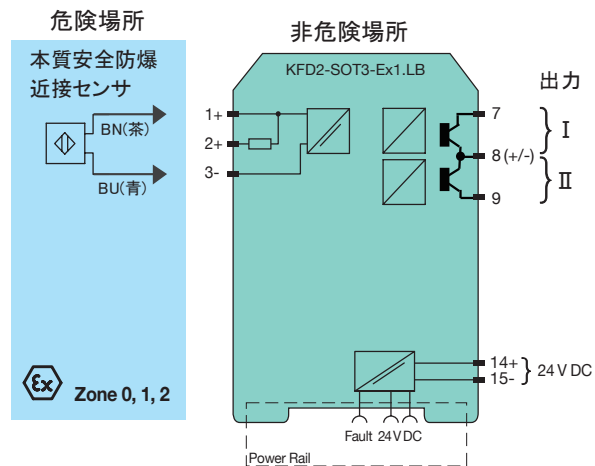 危険場所
非危険場所
本質安全防爆
近接センサ
BN(茶)
BU(青)
Ex
Zone 0, 1, 2
KFD2-SOT3-Ex1.LB
1+
2+
3-
出力
7
I
8 (+/-)
II
9
14+
15-
24 V DC
Fault 24 V DC
Power Rail